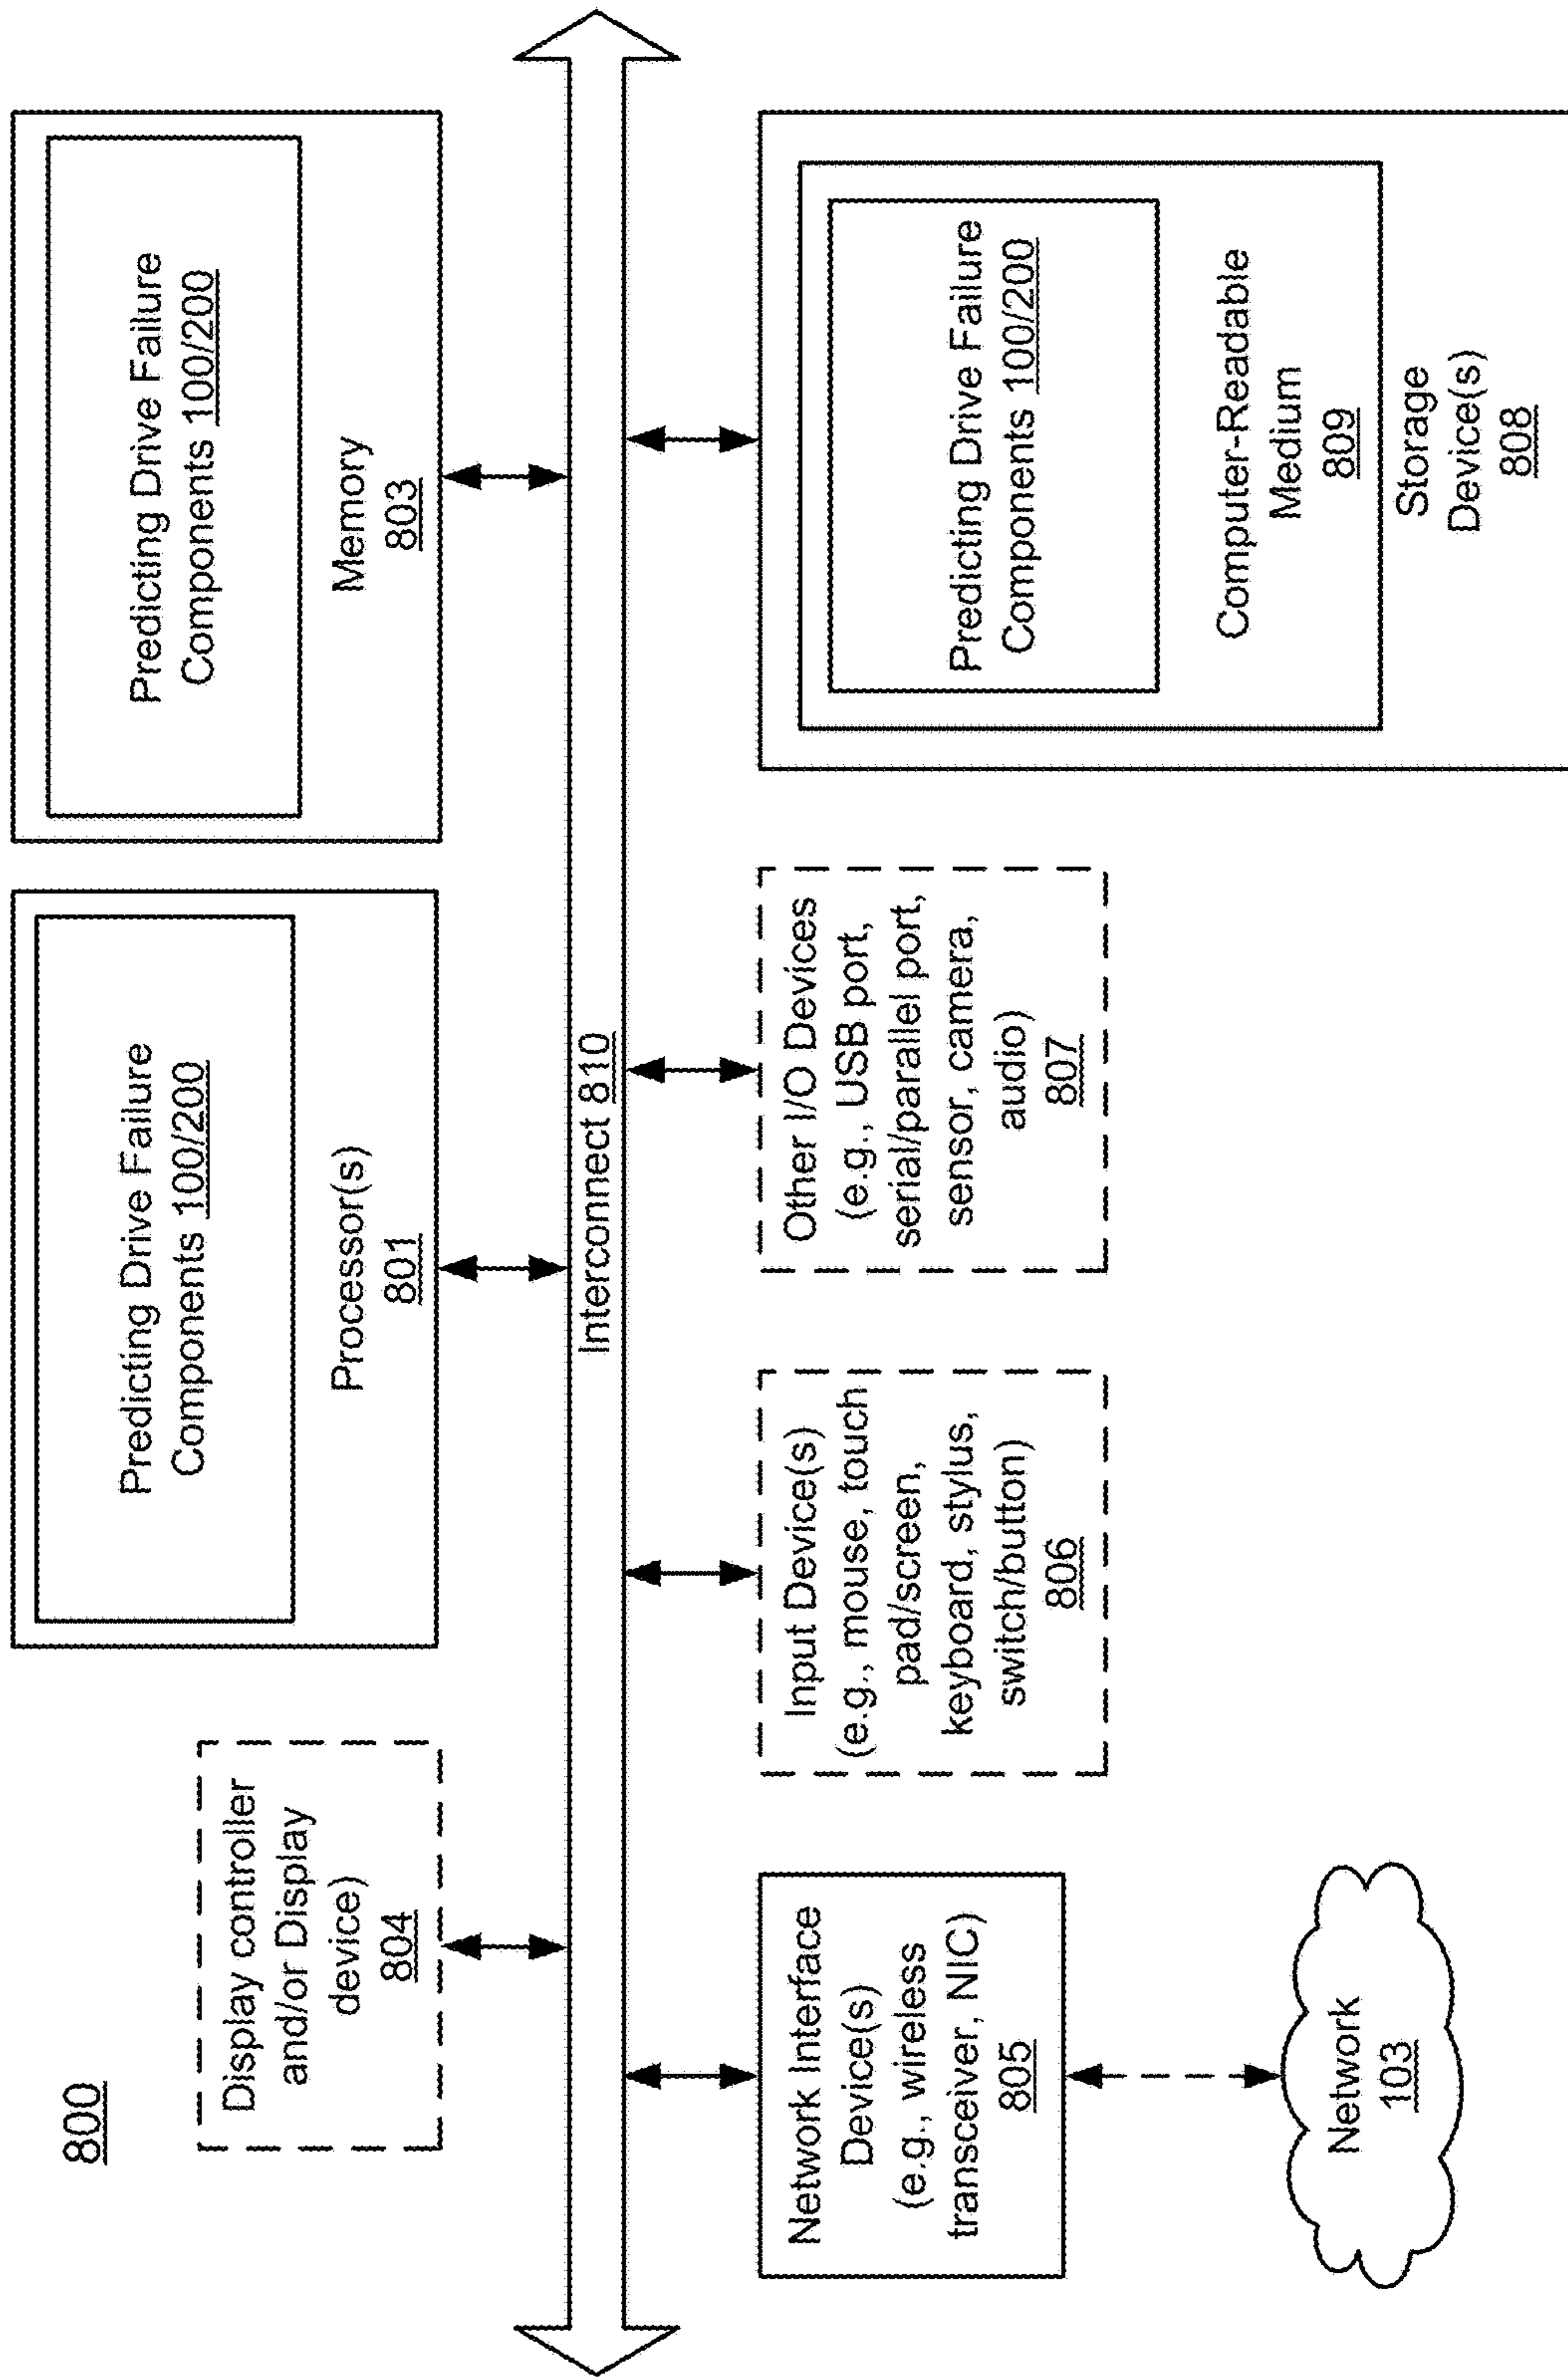 800
Display controller
and/or Display
device)
804
Predicting Drive Failure
Components 100/200
Processor(s)
801
Predicting Drive Failure
Components 100/200
Memory
803
Interconnect 810
Network Interface
Device(s)
(e.g., wireless
transceiver, NIC)
805
Input Device(s)
(e.g., mouse, touch
pad/screen,
keyboard, stylus,
switch/button)
806
Other I/O Devices
(e.g., USB port,
serial/parallel port,
sensor, camera,
audio)
807
Predicting Drive Failure
Components 100/200
Computer-Readable
Medium
809
Storage
Device(s)
808
Network
103